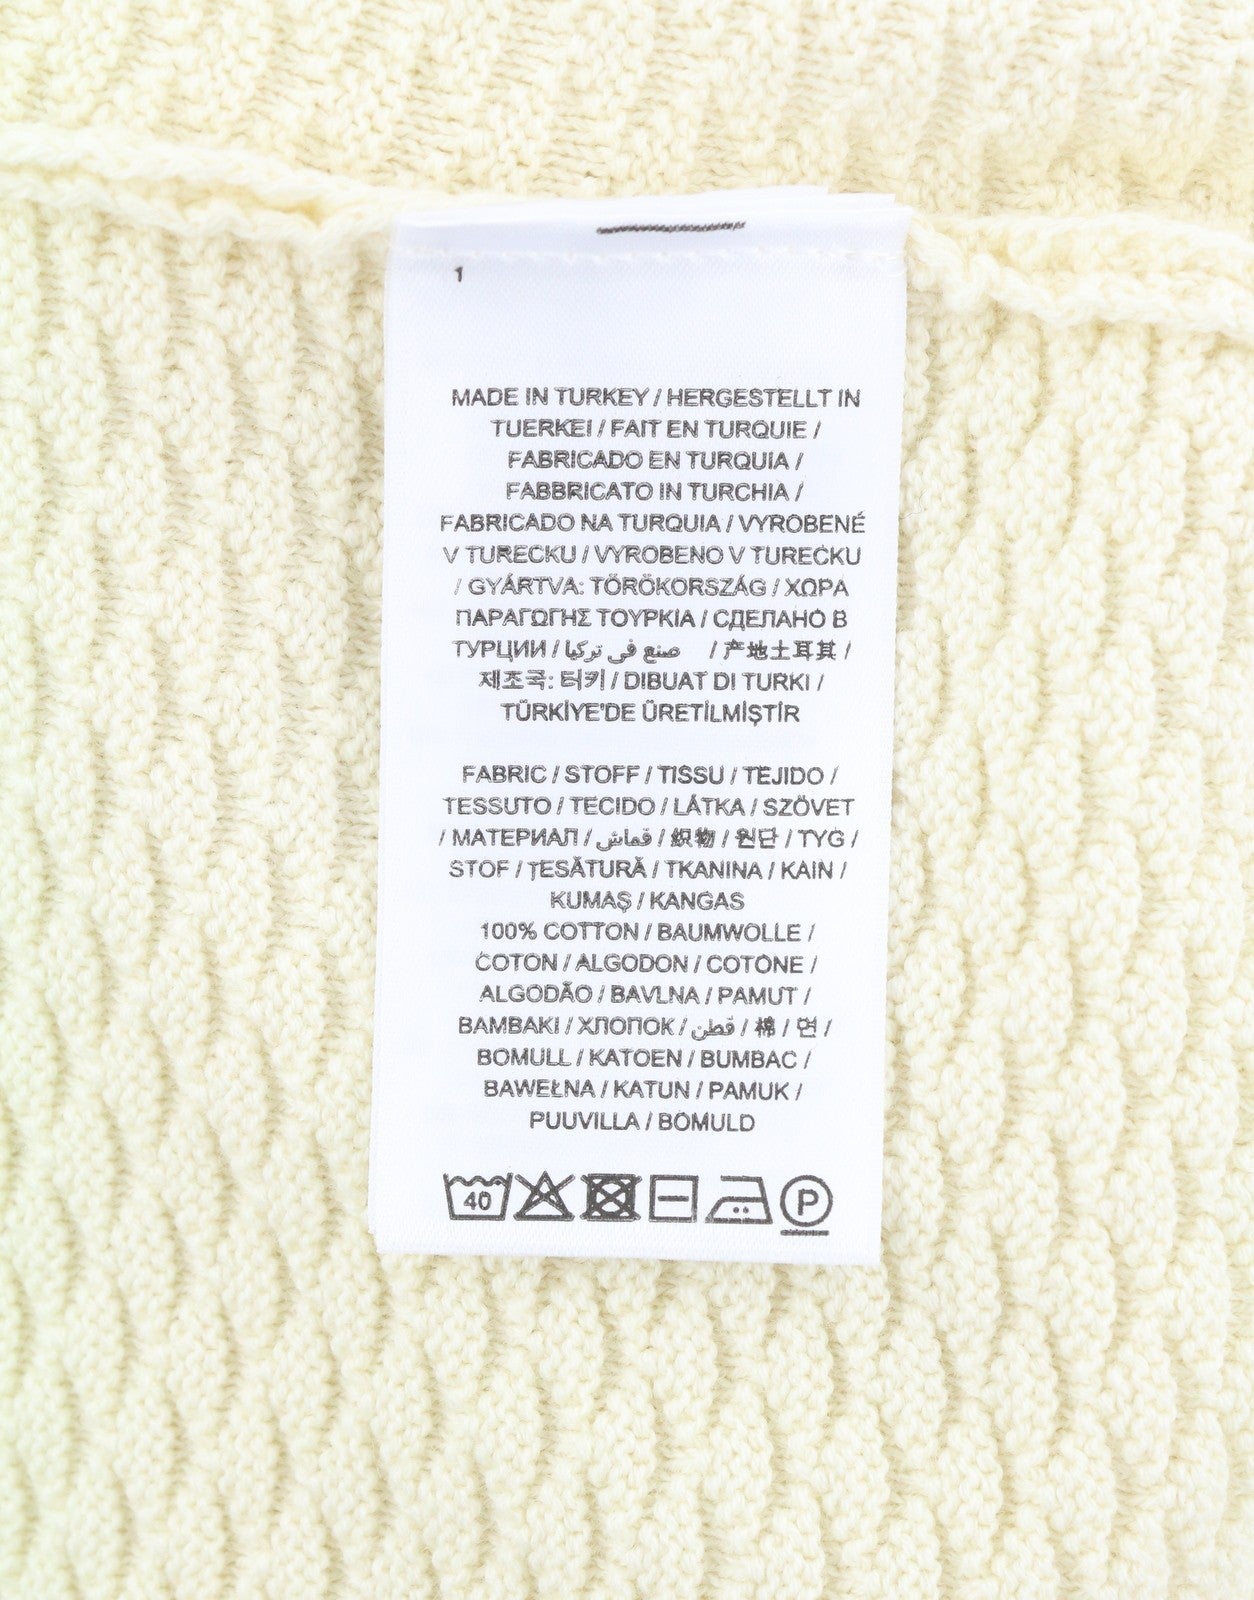 1
MADE IN TURKEY / HERGESTELLT IN
TUERKEI / FAIT EN TURQUIE /
FABRICADO EN TURQUIA /
FABBRICATO IN TURCHIA /
FABRICADO NA TURQUIA / VYROBENÉ
V TURECKU / VYROBENO V TURECKU
/ GYÁRTVA: TÖRÖKORSZÁG / ΧΩΡΑ
ΠΑΡΑΓΩΓΗΣ ΤΟΥΡΚΙΑ / СДЕЛАНО В
ТУРЦИИ / صنع في تركيا / 产地土耳其 /
제조국: 터키 / DIBUAT DI TURKI /
TÜRKİYE'DE ÜRETİLMİŞTİR
FABRIC / STOFF / TISSU / TEJIDO /
TESSUTO / TECIDO / LÁTKA / SZÖVET
/ МАТЕРИАЛ / قماش / 织物 / 원단 / TYG /
STOF / ŢESĂTURĂ / TKANINA / KAIN /
KUMAŞ / KANGAS
100% COTTON / BAUMWOLLE /
COTON / ALGODON / COTONE /
ALGODÃO / BAVLNA / PAMUT /
BAMBAKI / ХЛОПОК / قطن / 棉 / 면 /
BOMULL / KATOEN / BUMBAC /
BAWEŁNA / KATUN / PAMUK /
PUUVILLA / BOMULD
40 P